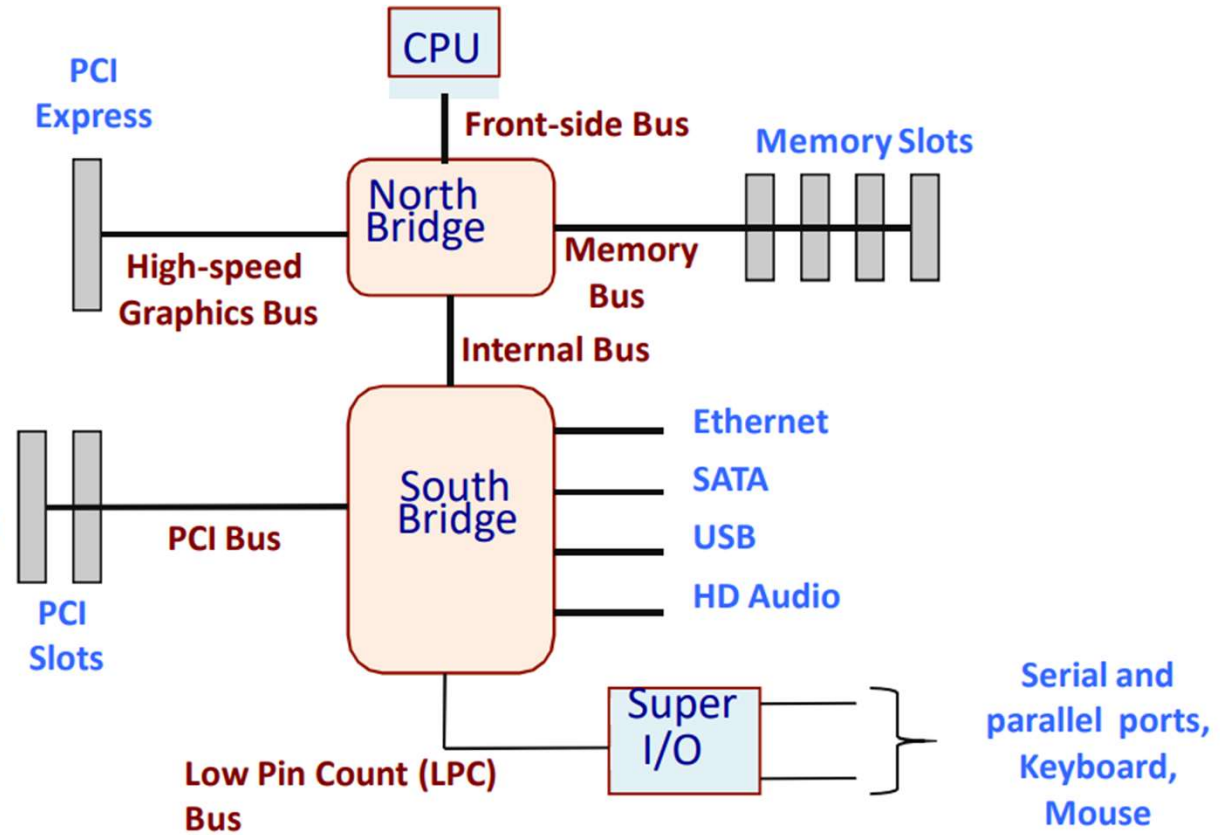 CPU
PCI
Express
Front-side Bus
Memory Slots
North
Bridge
High-speed
Graphics Bus
Memory
Bus
Internal Bus
Ethernet
SATA
USB
HD Audio
South
Bridge
PCI Bus
PCI
Slots
Super
I/O
Serial and
parallel ports,
Keyboard,
Mouse
Low Pin Count (LPC)
Bus